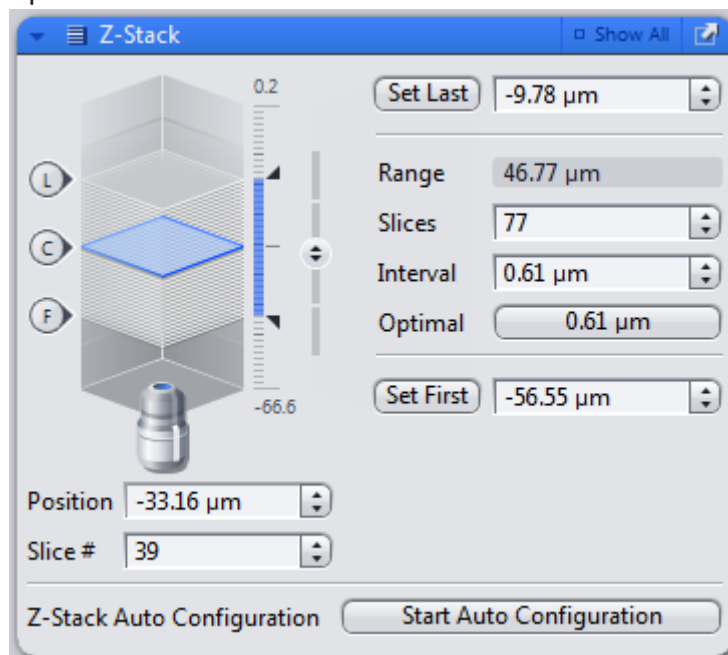 Z-Stack Show All
0.2
Set Last -9.78 µm
L
Range 46.77 µm
Slices 77
C
Interval 0.61 µm
F
Optimal 0.61 µm
-66.6
Set First -56.55 µm
Position -33.16 µm
Slice # 39
Z-Stack Auto Configuration Start Auto Configuration